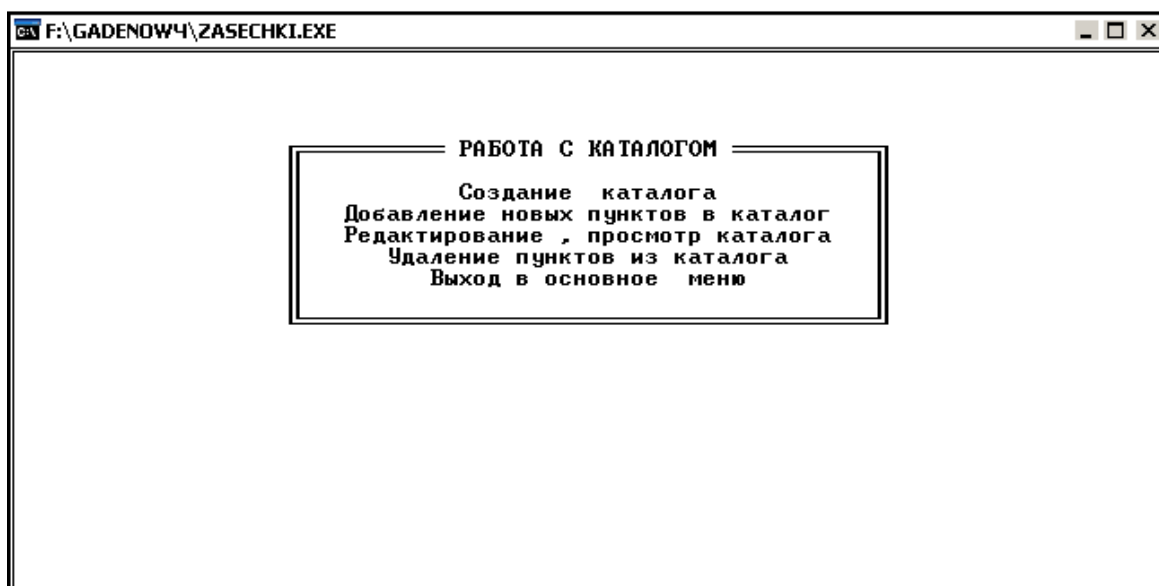 F:\GADENOWЧ\ZASECHKI.EXE
РАБОТА С КАТАЛОГОМ
Создание каталога
Добавление новых пунктов в каталог
Редактирование , просмотр каталога
Удаление пунктов из каталога
Выход в основное меню